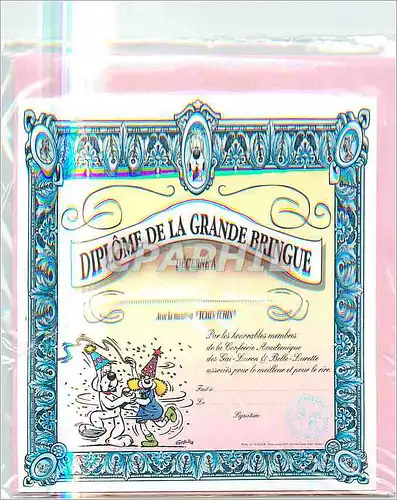 DIPLÔME DE LA GRANDE BRINGUE
DÉCERNÉ À
CPAPHIL
Avec la mention "TCHIN-TCHIN"
Par les honorables membres
de la Confrérie Académique
des Gai-Luron & Belle-Lurette
associés pour le meilleur et pour le rire.
Fait à
Le
Signature